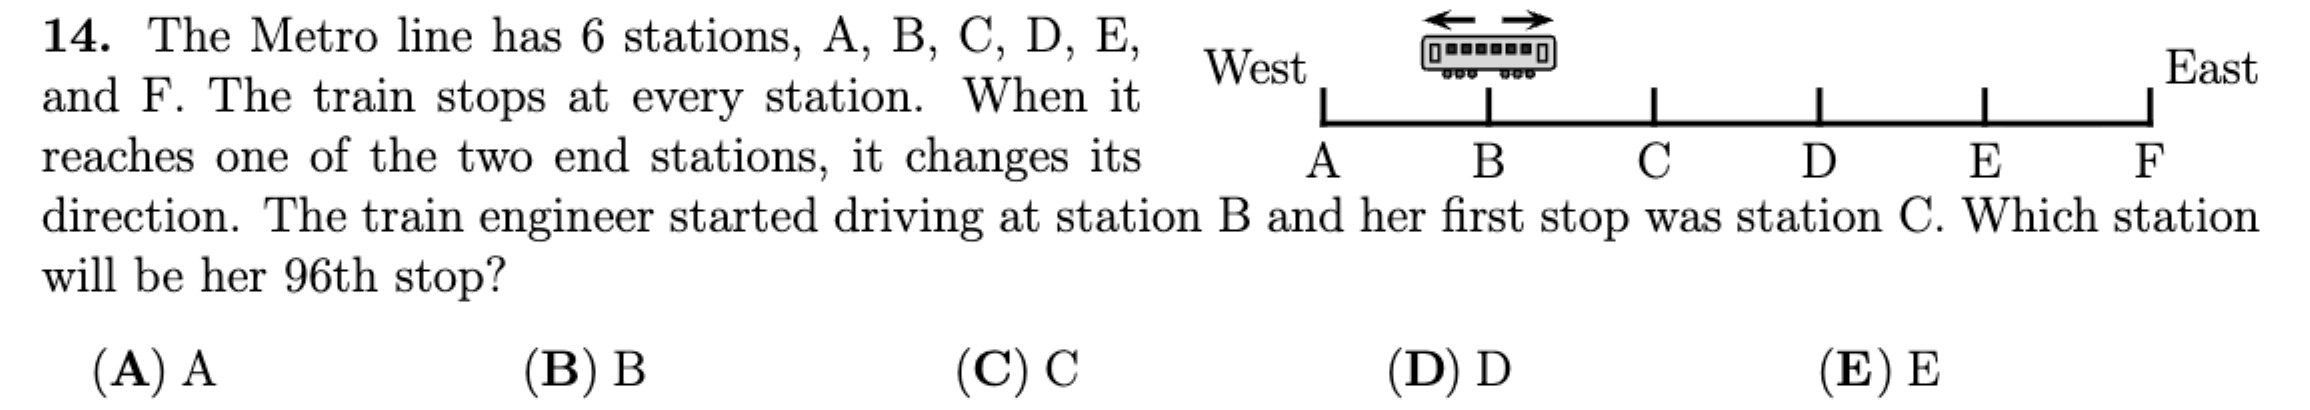 14. The Metro line has 6 stations, A, B, C, D, E,
and F. The train stops at every station. When it
reaches one of the two end stations, it changes its
direction. The train engineer started driving at station B and her first stop was station C. Which station
will be her 96th stop?
West East
A B C D E F
(A) A (B) B (C) C (D) D (E) E